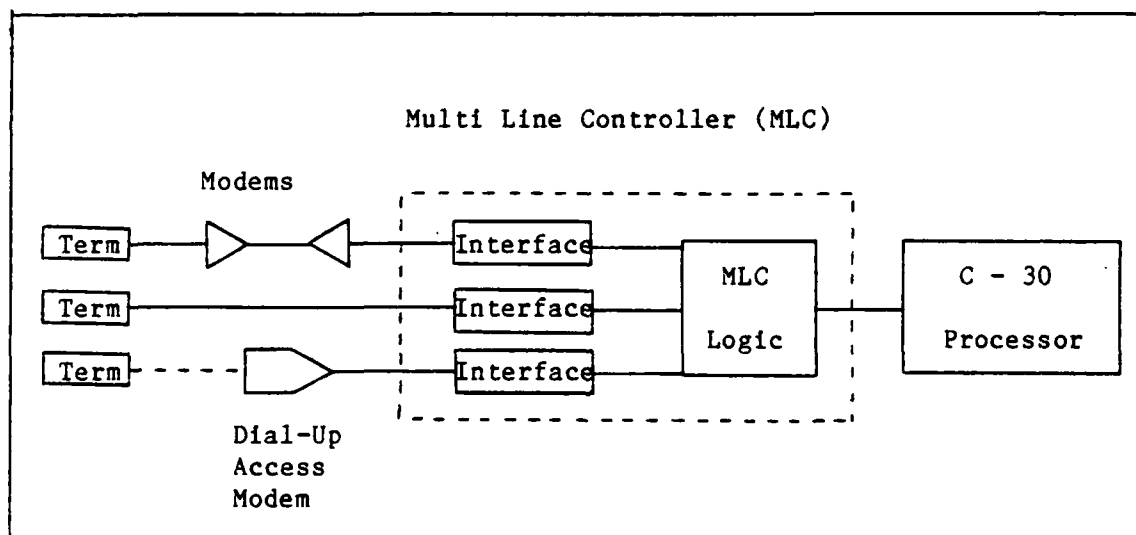 Multi Line Controller (MLC)
Modems
Term
Interface
Term
Interface
Term
Interface
MLC
Logic
C - 30
Processor
Dial-Up
Access
Modem